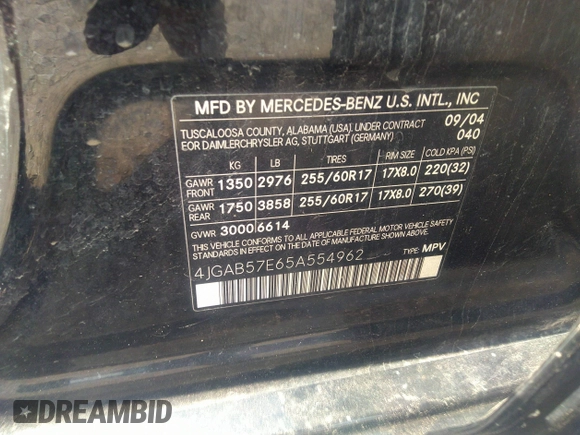 MFD BY MERCEDES-BENZ U.S. INTL., INC
TUSCALOOSA COUNTY, ALABAMA (USA). UNDER CONTRACT 09/04
FOR DAIMLERCHRYSLER AG, STUTTGART (GERMANY) 040
KG LB TIRES RIM SIZE COLD KPA (PSI)
GAWR FRONT 1350 2976 255/60R17 17X8.0 220(32)
GAWR REAR 1750 3858 255/60R17 17X8.0 270(39)
GVWR 3000 6614
THIS VEHICLE CONFORMS TO ALL APPLICABLE FEDERAL MOTOR VEHICLE SAFETY
STANDARDS IN EFFECT ON THE DATE OF MANUFACTURE SHOWN ABOVE.
4JGAB57E65A554962 TYPE: MPV
DREAMBID